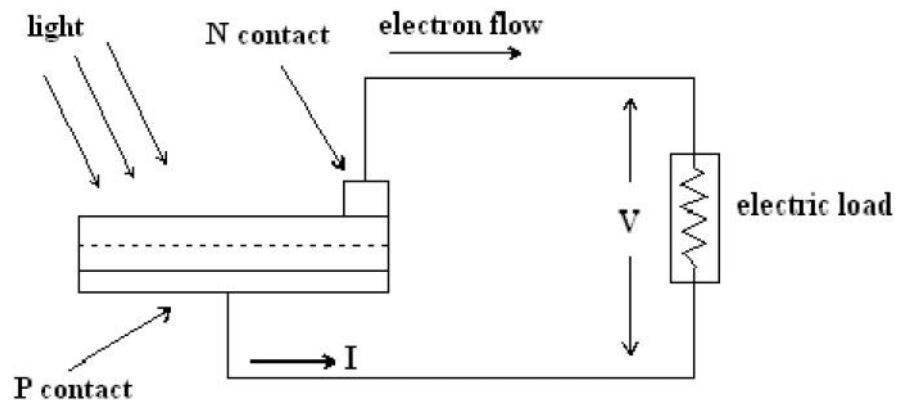 light
N contact
electron flow
V
electric load
I
P contact